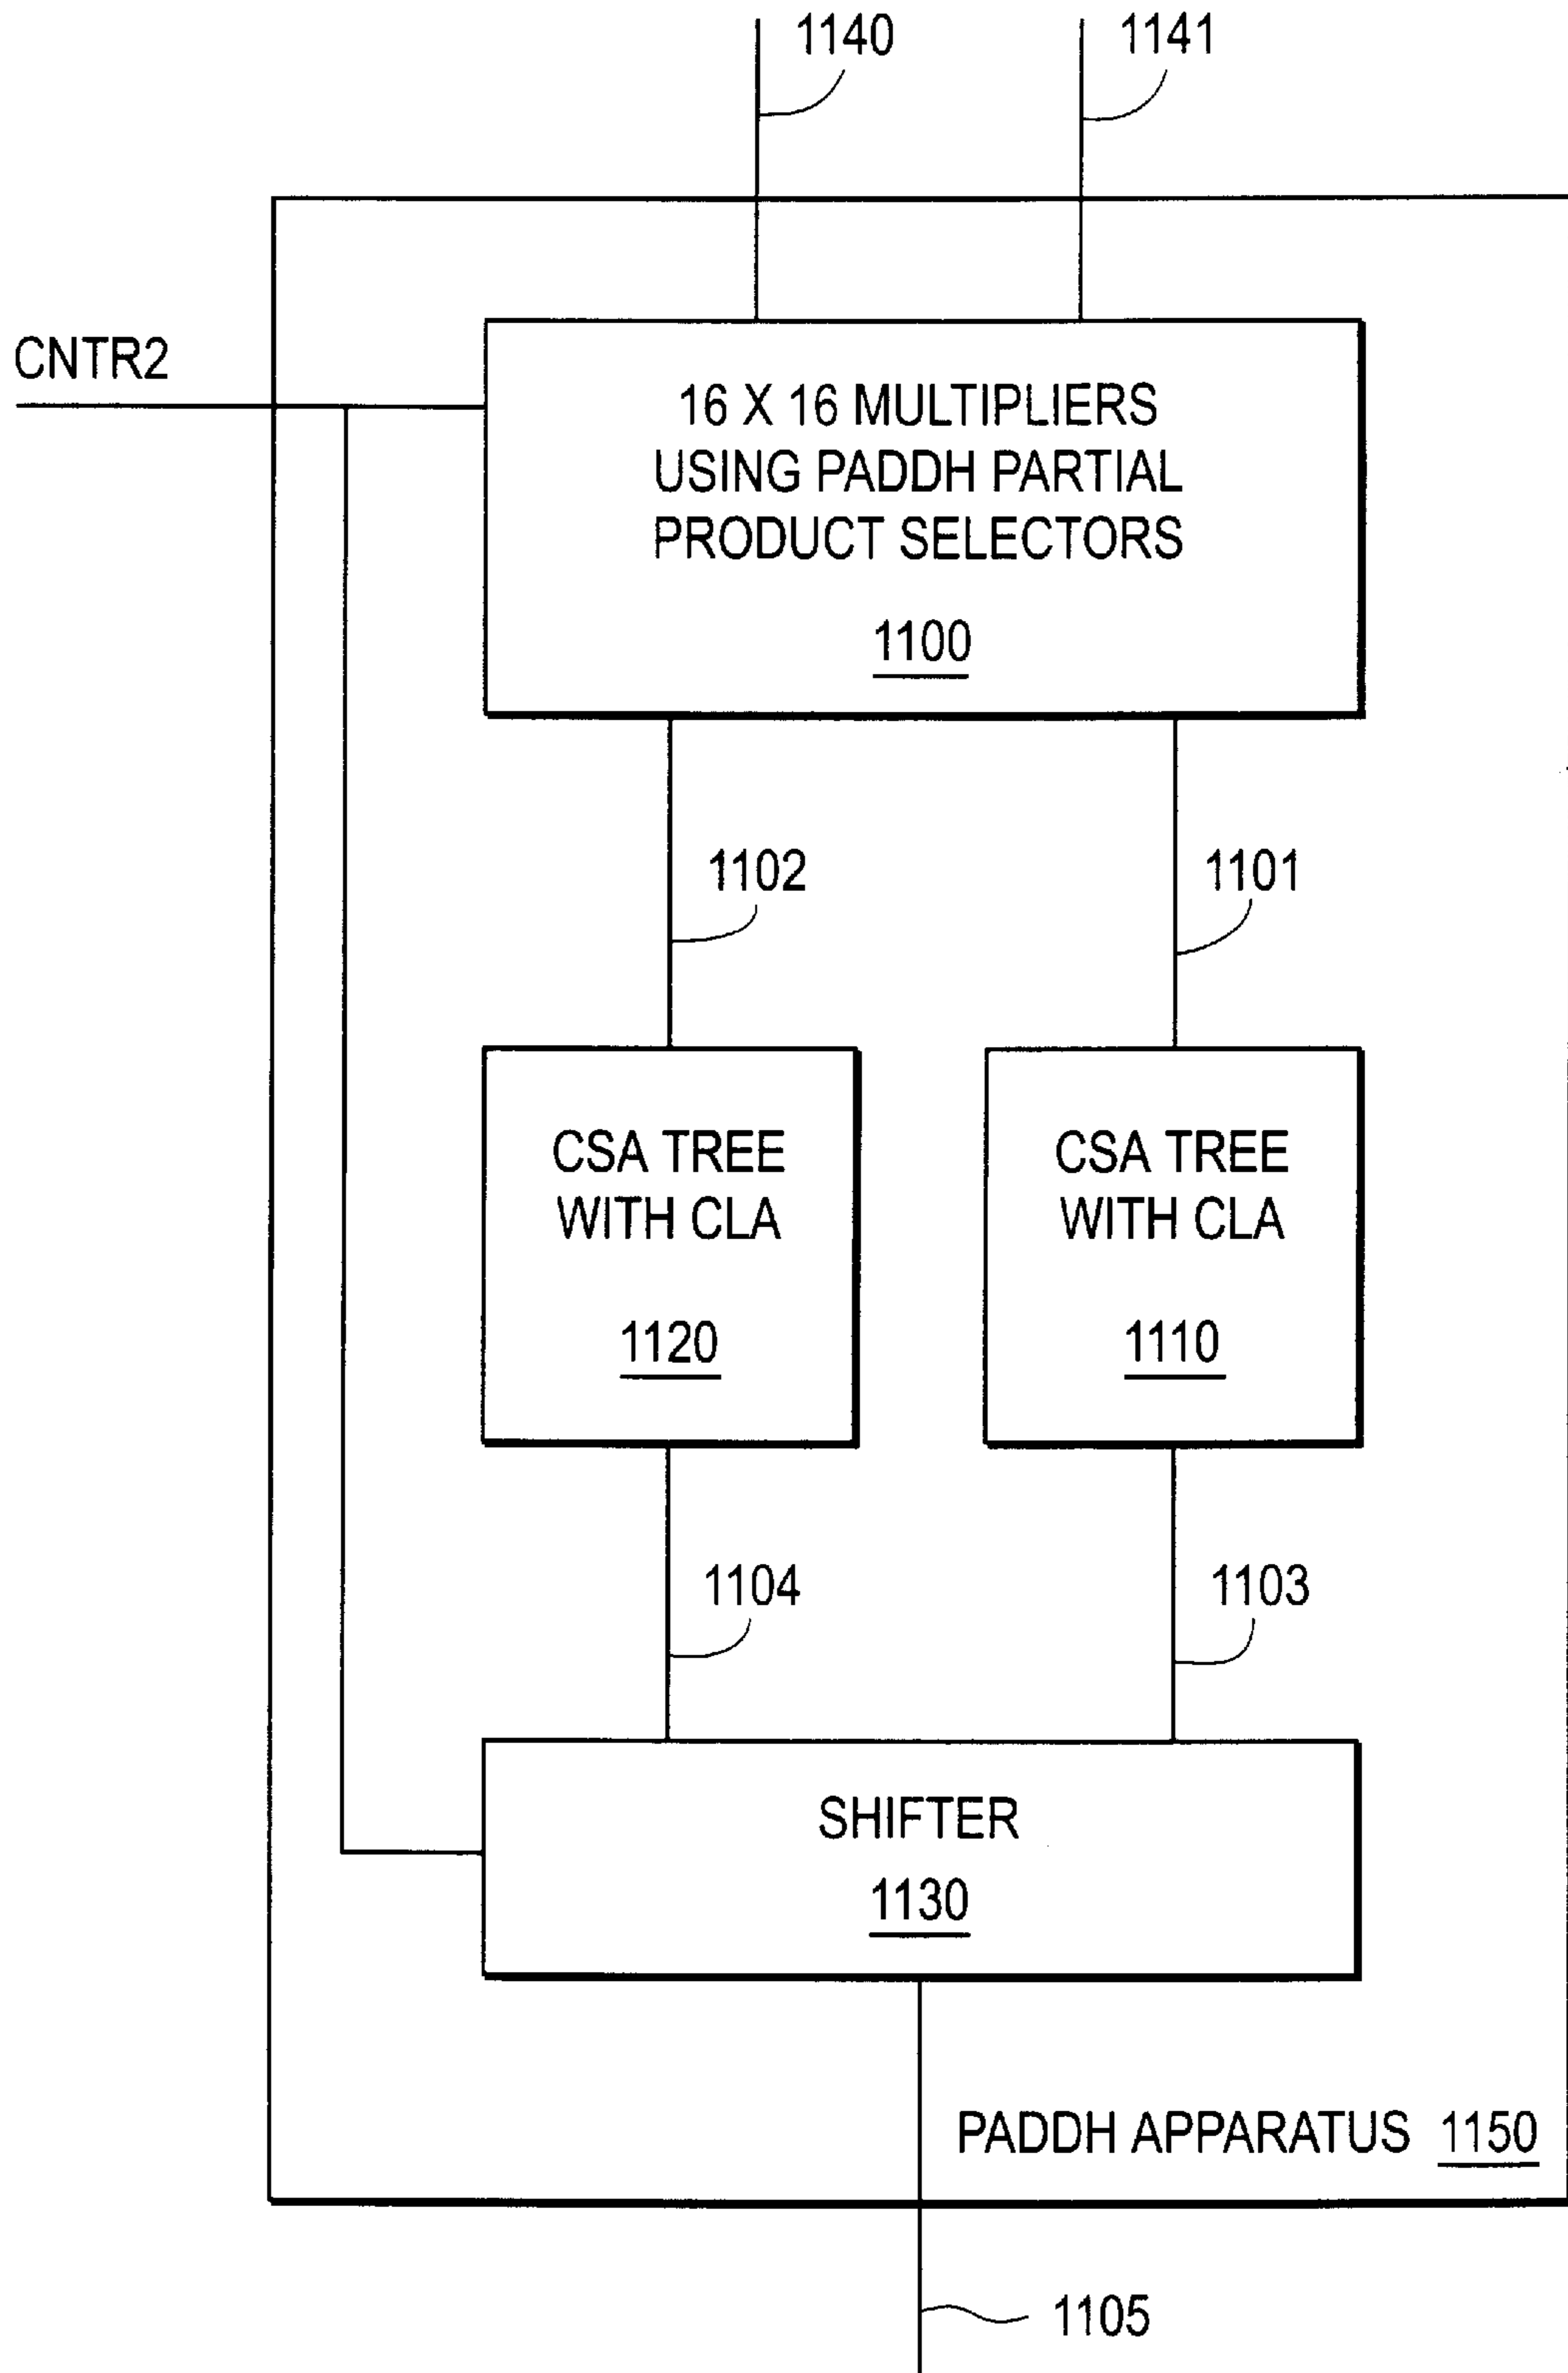 1140
1141
CNTR2
16 X 16 MULTIPLIERS
USING PADDH PARTIAL
PRODUCT SELECTORS
1100
1102
1101
CSA TREE
WITH CLA
1120
CSA TREE
WITH CLA
1110
1104
1103
SHIFTER
1130
PADDH APPARATUS 1150
1105